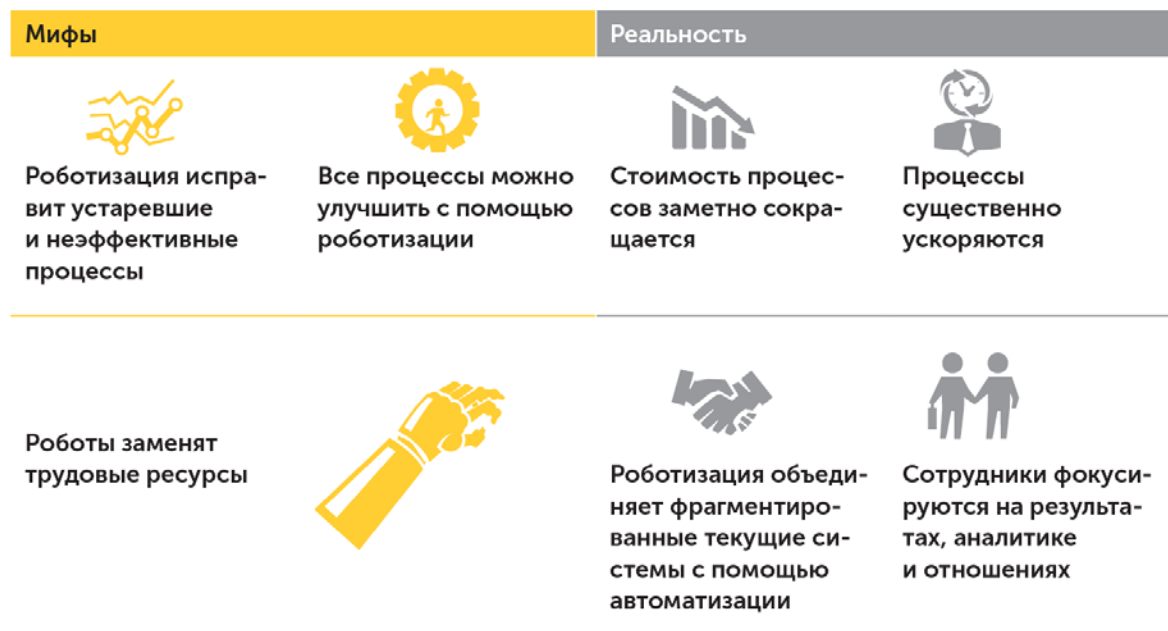 Мифы
Реальность
Роботизация испра-
вит устаревшие
и неэффективные
процессы
Все процессы можно
улучшить с помощью
роботизации
Стоимость процес-
сов заметно сокра-
щается
Процессы
существенно
ускоряются
Роботы заменят
трудовые ресурсы
Роботизация объеди-
няет фрагментиро-
ванные текущие си-
стемы с помощью
автоматизации
Сотрудники фокуси-
руются на результа-
тах, аналитике
и отношениях